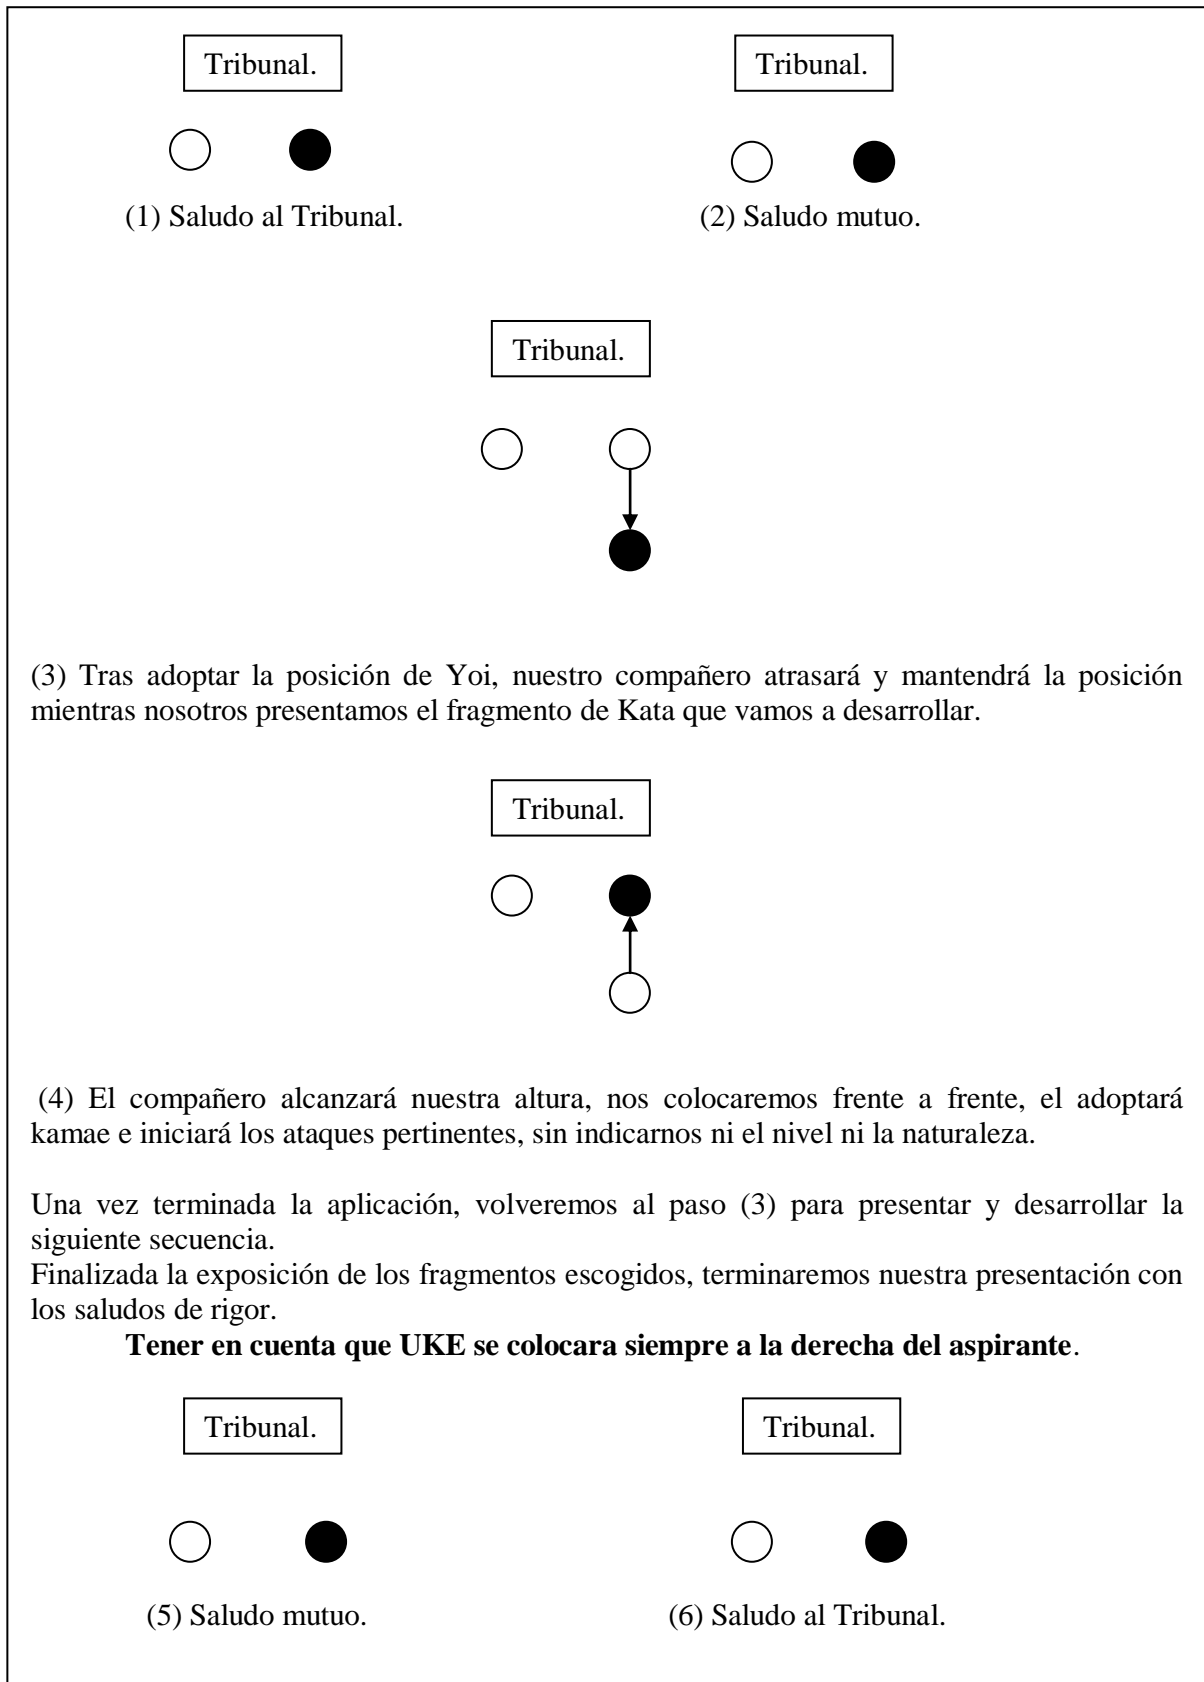 Tribunal.
Tribunal.
(1) Saludo al Tribunal.
(2) Saludo mutuo.
Tribunal.
(3) Tras adoptar la posición de Yoi, nuestro compañero atrasará y mantendrá la posición
mientras nosotros presentamos el fragmento de Kata que vamos a desarrollar.
Tribunal.
(4) El compañero alcanzará nuestra altura, nos colocaremos frente a frente, el adoptará
kamae e iniciará los ataques pertinentes, sin indicarnos ni el nivel ni la naturaleza.
Una vez terminada la aplicación, volveremos al paso (3) para presentar y desarrollar la
siguiente secuencia.
Finalizada la exposición de los fragmentos escogidos, terminaremos nuestra presentación con
los saludos de rigor.
Tener en cuenta que UKE se colocara siempre a la derecha del aspirante.
Tribunal.
Tribunal.
(5) Saludo mutuo.
(6) Saludo al Tribunal.